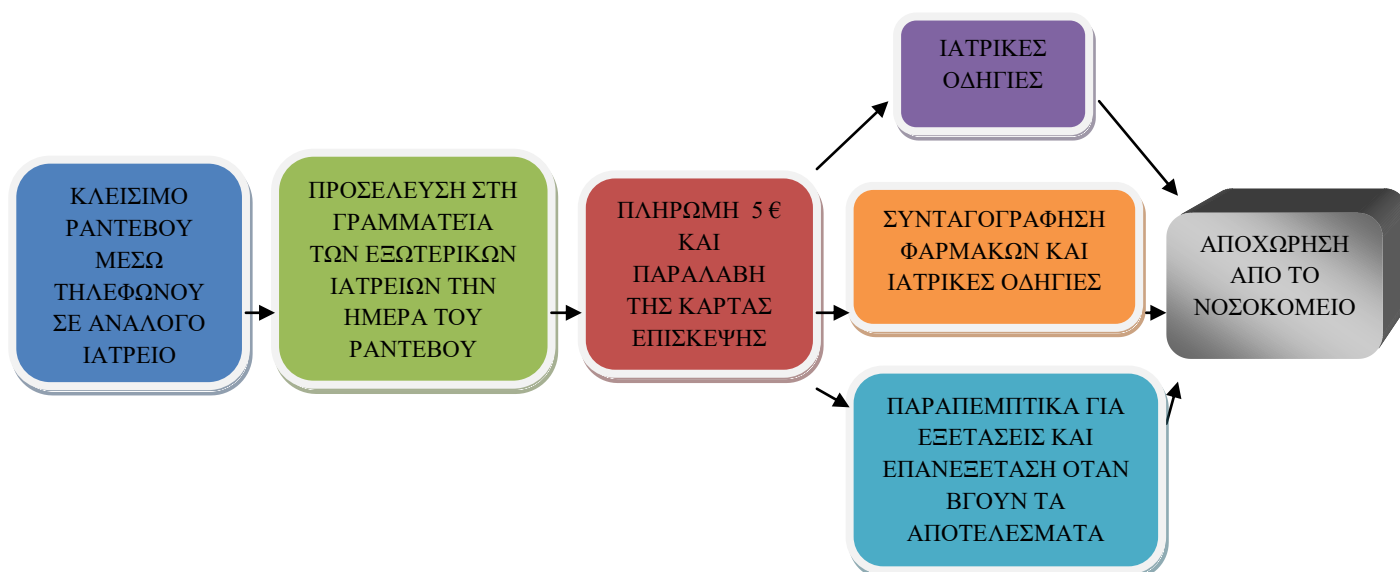 ΚΛΕΙΣΙΜΟ
ΡΑΝΤΕΒΟΥ
ΜΕΣΩ
ΤΗΛΕΦΩΝΟΥ
ΣΕ ΑΝΑΛΟΓΟ
ΙΑΤΡΕΙΟ
ΠΡΟΣΕΛΕΥΣΗ ΣΤΗ
ΓΡΑΜΜΑΤΕΊΑ
ΤΩΝ ΕΞΩΤΕΡΙΚΩΝ
ΙΑΤΡΕΙΩΝ ΤΗΝ
ΗΜΕΡΑ ΤΟΥ
ΡΑΝΤΕΒΟΥ
ΠΛΗΡΩΜΗ 5 €
ΚΑΙ
ΠΑΡΑΛΑΒΗ
ΤΗΣ ΚΑΡΤΑΣ
ΕΠΙΣΚΕΨΗΣ
ΙΑΤΡΙΚΕΣ
ΟΔΗΓΙΕΣ
ΣΥΝΤΑΓΟΓΡΑΦΗΣΗ
ΦΑΡΜΑΚΩΝ ΚΑΙ
ΙΑΤΡΙΚΕΣ ΟΔΗΓΙΕΣ
ΠΑΡΑΠΕΜΠΤΙΚΑ ΓΙΑ
ΕΞΕΤΑΣΕΙΣ ΚΑΙ
ΕΠΑΝΕΞΕΤΑΣΗ ΟΤΑΝ
ΒΓΟΥΝ ΤΑ
ΑΠΟΤΕΛΕΣΜΑΤΑ
ΑΠΟΧΩΡΗΣΗ
ΑΠΟ ΤΟ
ΝΟΣΟΚΟΜΕΙΟ